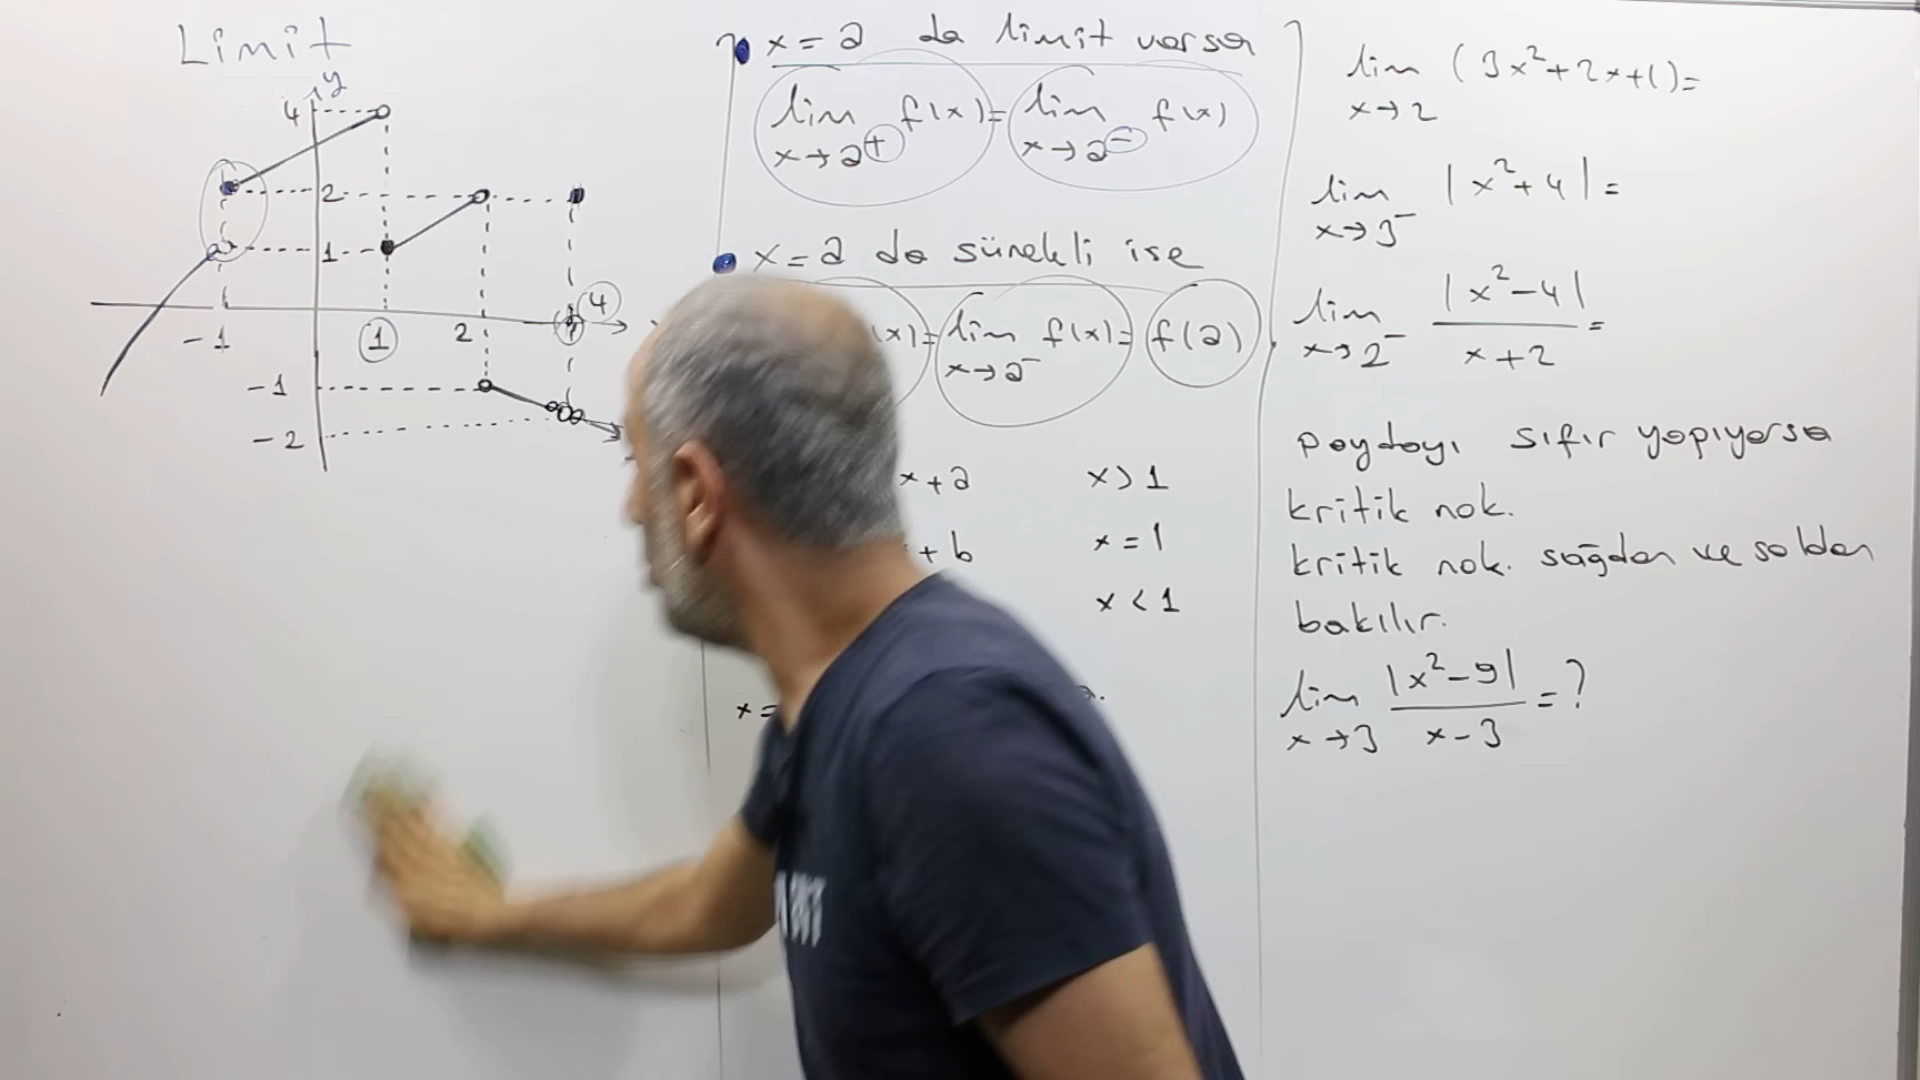 Limit
y
4
2
1
-1
1
2
4
-1
-2
x = a da limit varsa
lim f(x) = lim f(x)
x→a⁺ x→a⁻
x = a da sürekli ise
(x) = lim f(x) = f(a)
x→a⁻
x+a x>1
+b x=1
x<1
x=
lim (3x²+2x+1)=
x→2
lim |x²+4|=
x→3⁻
lim |x²-4| =
x→2⁻ x+2
Paydayı sıfır yapıyorsa
kritik nok.
kritik nok. sağdan ve soldan
bakılır.
lim |x²-9| =?
x→3 x-3